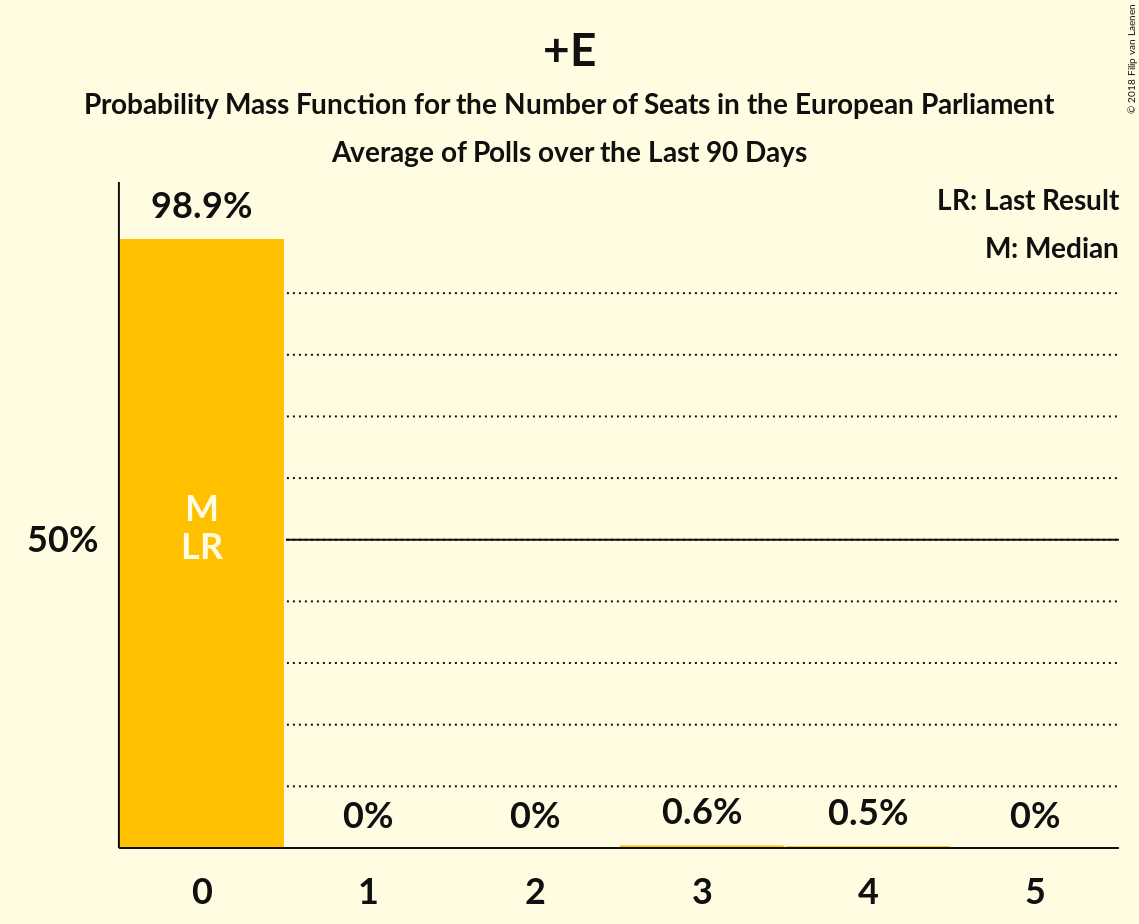 +E
Probability Mass Function for the Number of Seats in the European Parliament
Average of Polls over the Last 90 Days
© 2018 Filip van Laenen
LR: Last Result
M: Median
98.9%
M
LR
50%
0%
0%
0.6%
0.5%
0%
0
1
2
3
4
5